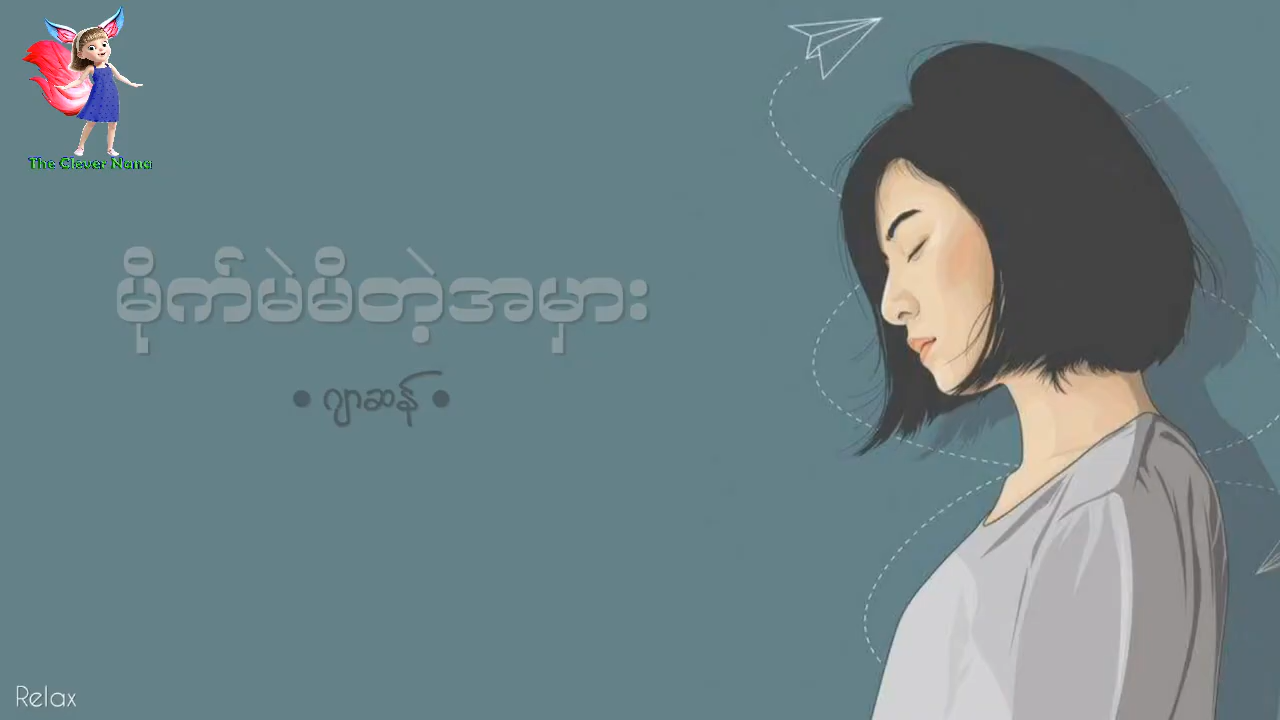 The Clever Nana
မိုက်မဲမိတဲ့အမှား
• ဂျာဆန် •
Relax